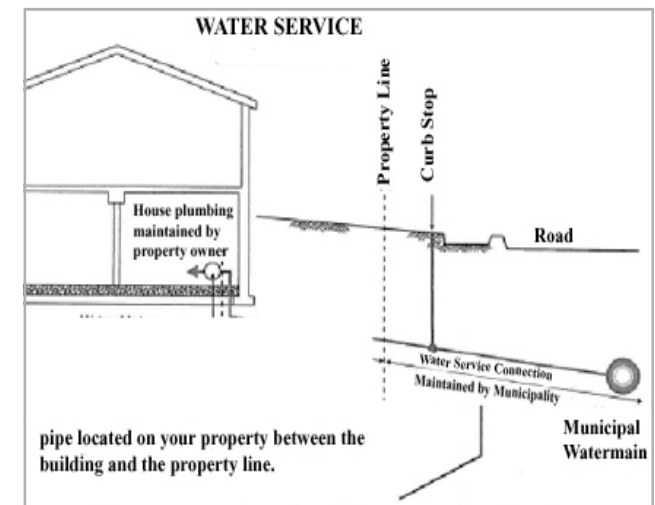 WATER SERVICE
Property Line
Curb Stop
House plumbing
maintained by
property owner
Road
Water Service Connection
Maintained by Municipality
Municipal
Watermain
pipe located on your property between the
building and the property line.